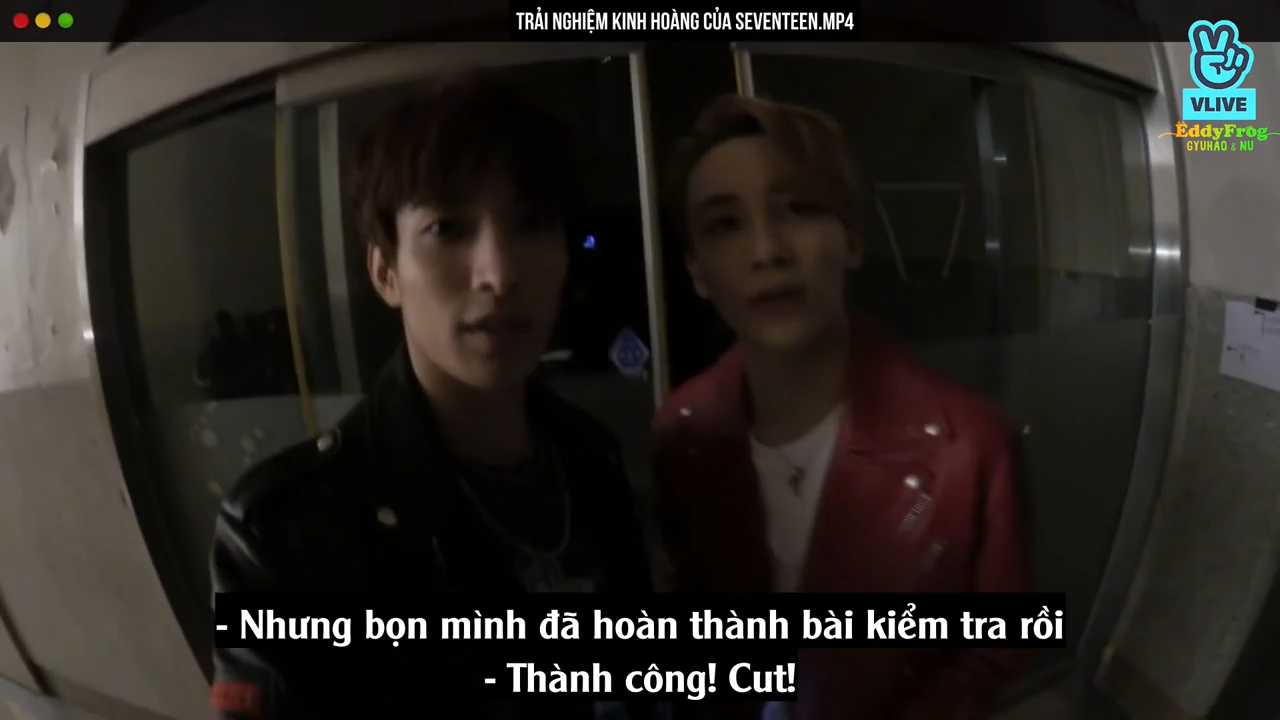 TRẢI NGHIỆM KINH HOÀNG CỦA SEVENTEEN.MP4
VLIVE
EddyFrog
GYUHAO & NU
- Nhưng bọn mình đã hoàn thành bài kiểm tra rồi
- Thành công! Cut!